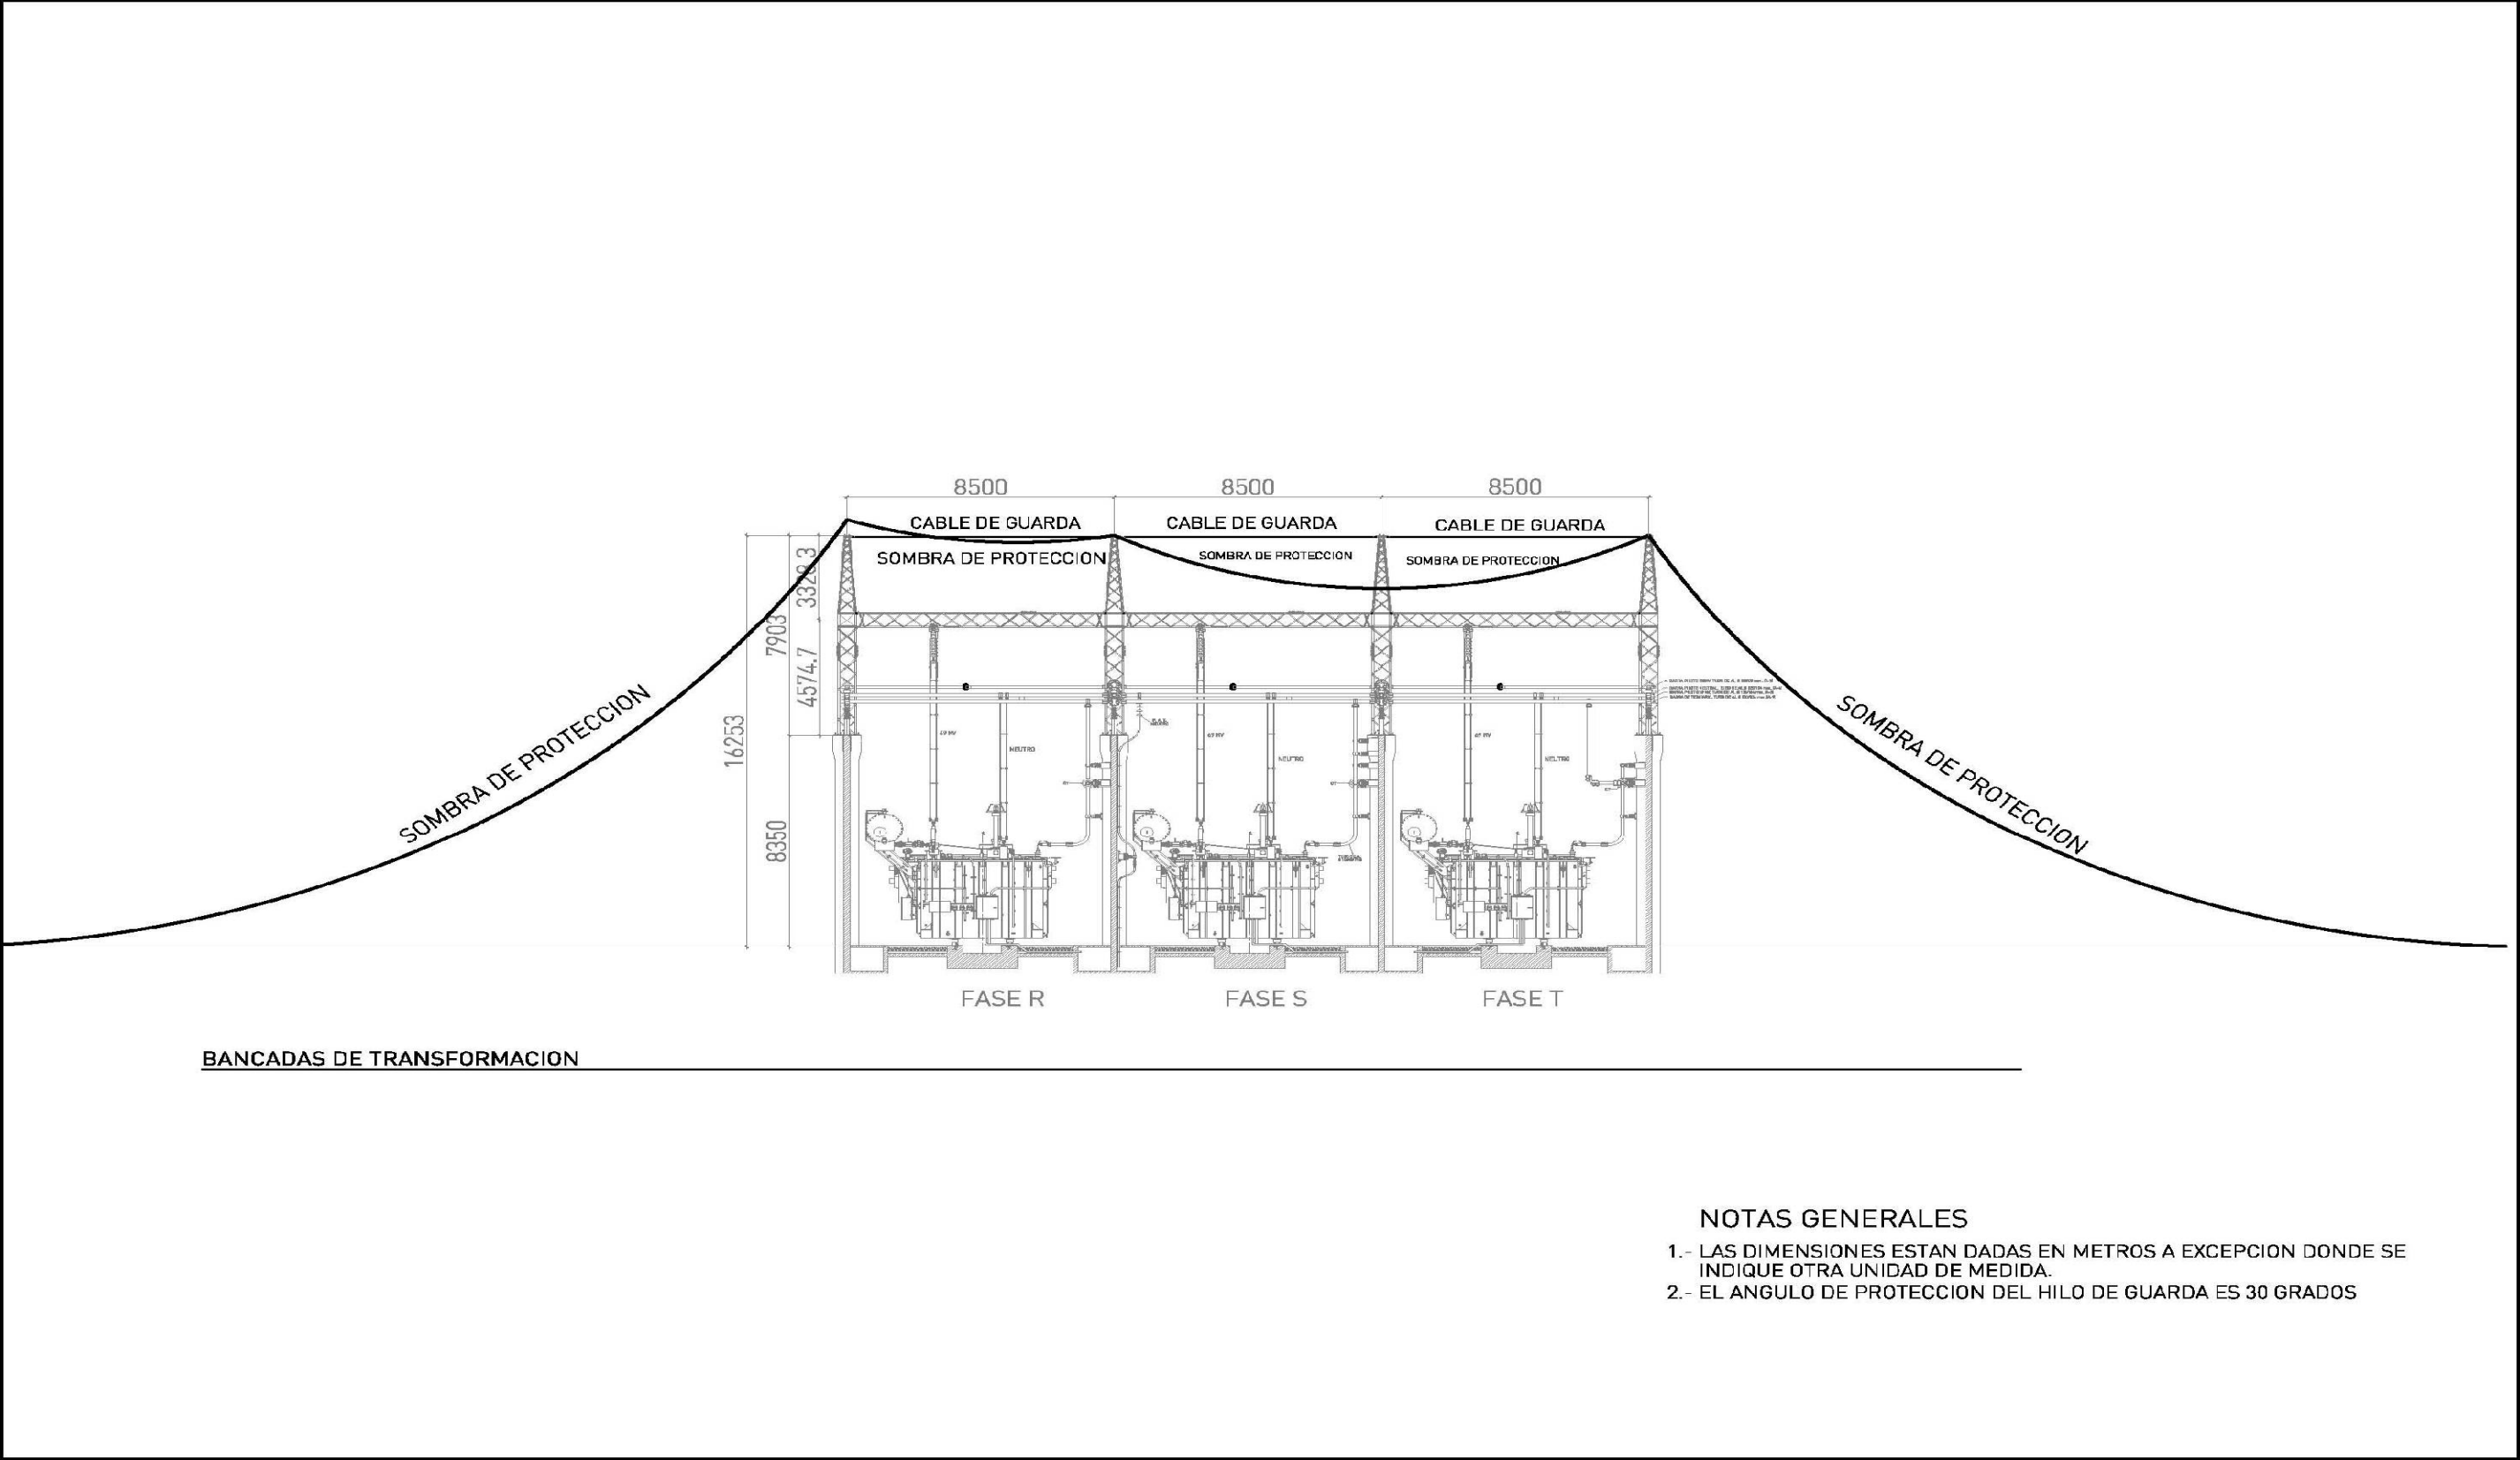 8500
8500
8500
CABLE DE GUARDA
CABLE DE GUARDA
CABLE DE GUARDA
SOMBRA DE PROTECCION
SOMBRA DE PROTECCION
SOMBRA DE PROTECCION
3328.3
7903
4574.7
16253
8350
SOMBRA DE PROTECCION
SOMBRA DE PROTECCION
NEUTRO
NEUTRO
NEUTRO
FASE R
FASE S
FASE T
BANCADAS DE TRANSFORMACION
NOTAS GENERALES
1.- LAS DIMENSIONES ESTAN DADAS EN METROS A EXCEPCION DONDE SE
INDIQUE OTRA UNIDAD DE MEDIDA.
2.- EL ANGULO DE PROTECCION DEL HILO DE GUARDA ES 30 GRADOS